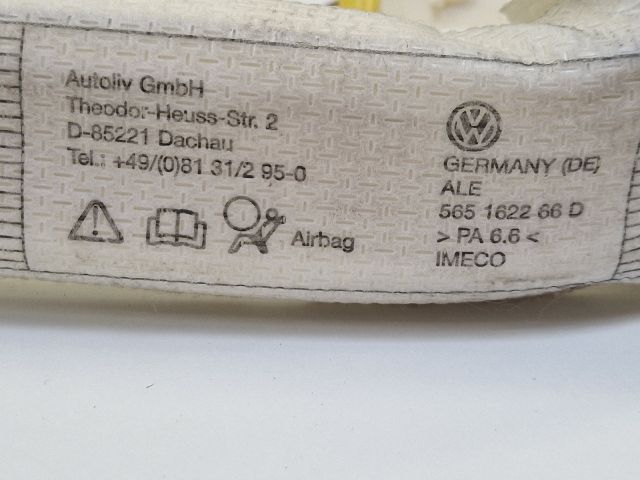 Autoliv GmbH
Theodor-Heuss-Str. 2
D-85221 Dachau
Tel.: +49/(0)81 31/2 95-0
Airbag
VW
GERMANY (DE)
ALE
565 1622 66 D
> PA 6.6 <
IMECO